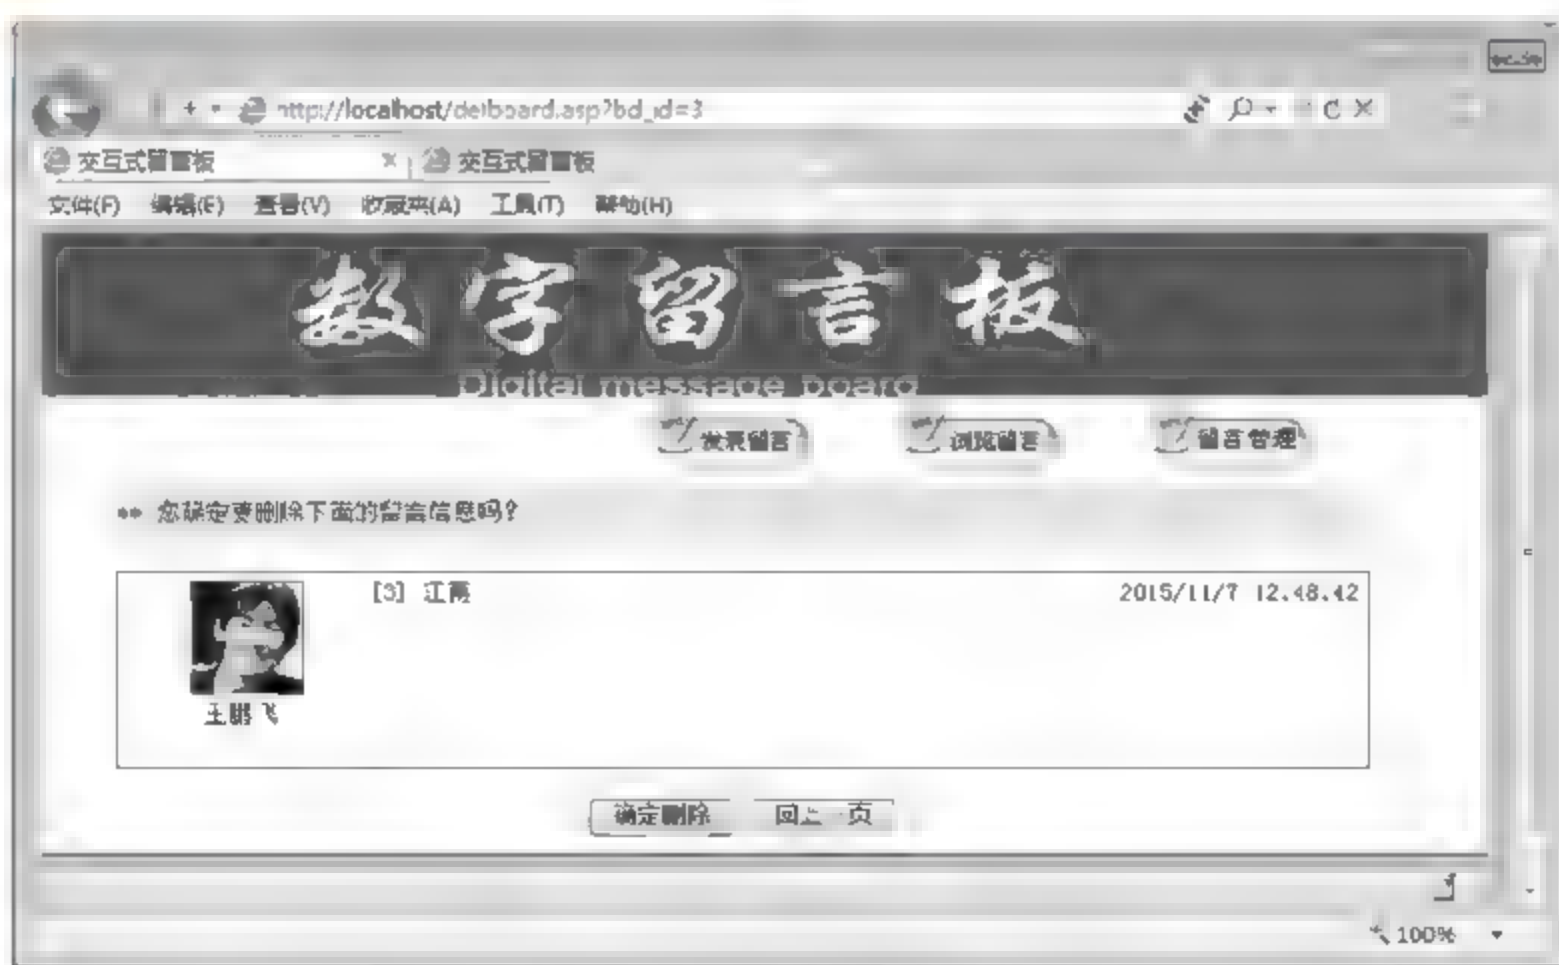 http://localhost/delboard.asp?bd_id=3
交互式留言板 × 交互式留言板
文件(F) 编辑(E) 查看(V) 收藏夹(A) 工具(T) 帮助(H)
数字留言板
Digital message board
发表留言 浏览留言 留言管理
您确定要删除下面的留言信息吗?
[3] 江 2015/11/7 12:48:42
王鹏飞
确定删除 回上一页
100%